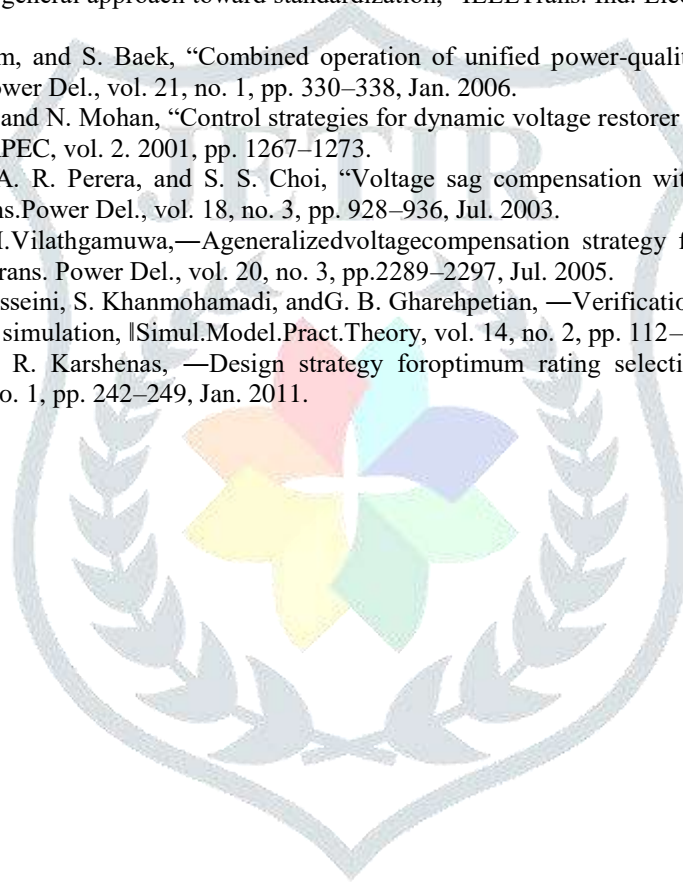 general approach toward standardization,
m, and S. Baek, “Combined operation of unified power-qualit
ower Del., vol. 21, no. 1, pp. 330–338, Jan. 2006.
and N. Mohan, “Control strategies for dynamic voltage restorer
PEC, vol. 2. 2001, pp. 1267–1273.
A. R. Perera, and S. S. Choi, “Voltage sag compensation wit
ns.Power Del., vol. 18, no. 3, pp. 928–936, Jul. 2003.
I.Vilathgamuwa,—Ageneralizedvoltagecompensation strategy f
rans. Power Del., vol. 20, no. 3, pp.2289–2297, Jul. 2005.
sseini, S. Khanmohamadi, andG. B. Gharehpetian, —Verificatio
simulation, ‖Simul.Model.Pract.Theory, vol. 14, no. 2, pp. 112–
R. Karshenas, —Design strategy foroptimum rating selecti
o. 1, pp. 242–249, Jan. 2011.
JETIR